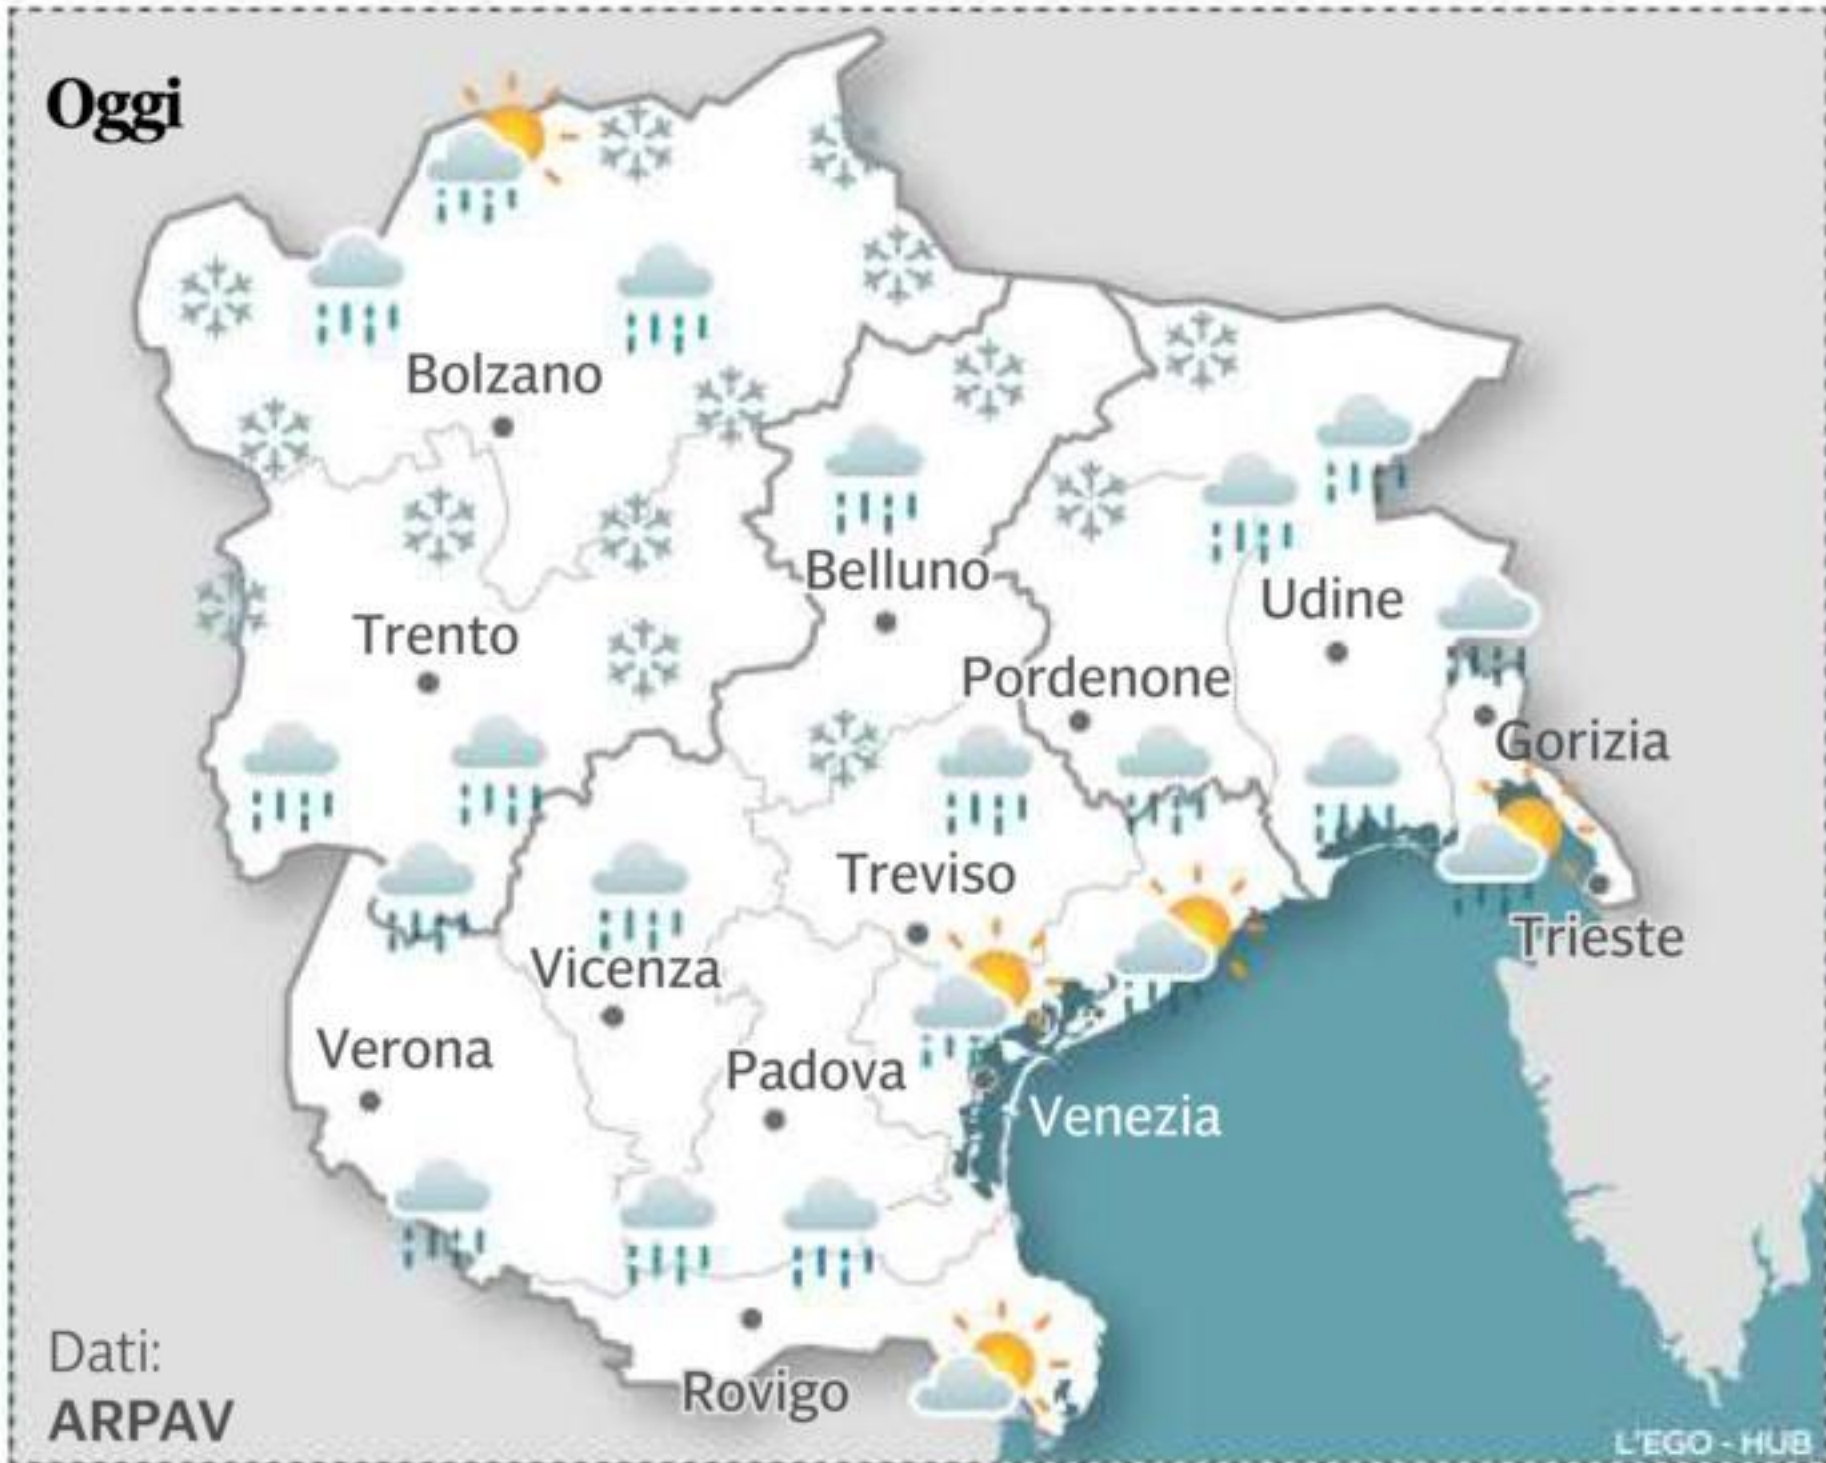 Oggi
Bolzano
Belluno
Udine
Trento
Pordenone
Gorizia
Treviso
Trieste
Vicenza
Verona
Padova
Venezia
Dati:
ARPAV
Rovigo
L'EGO - HUB